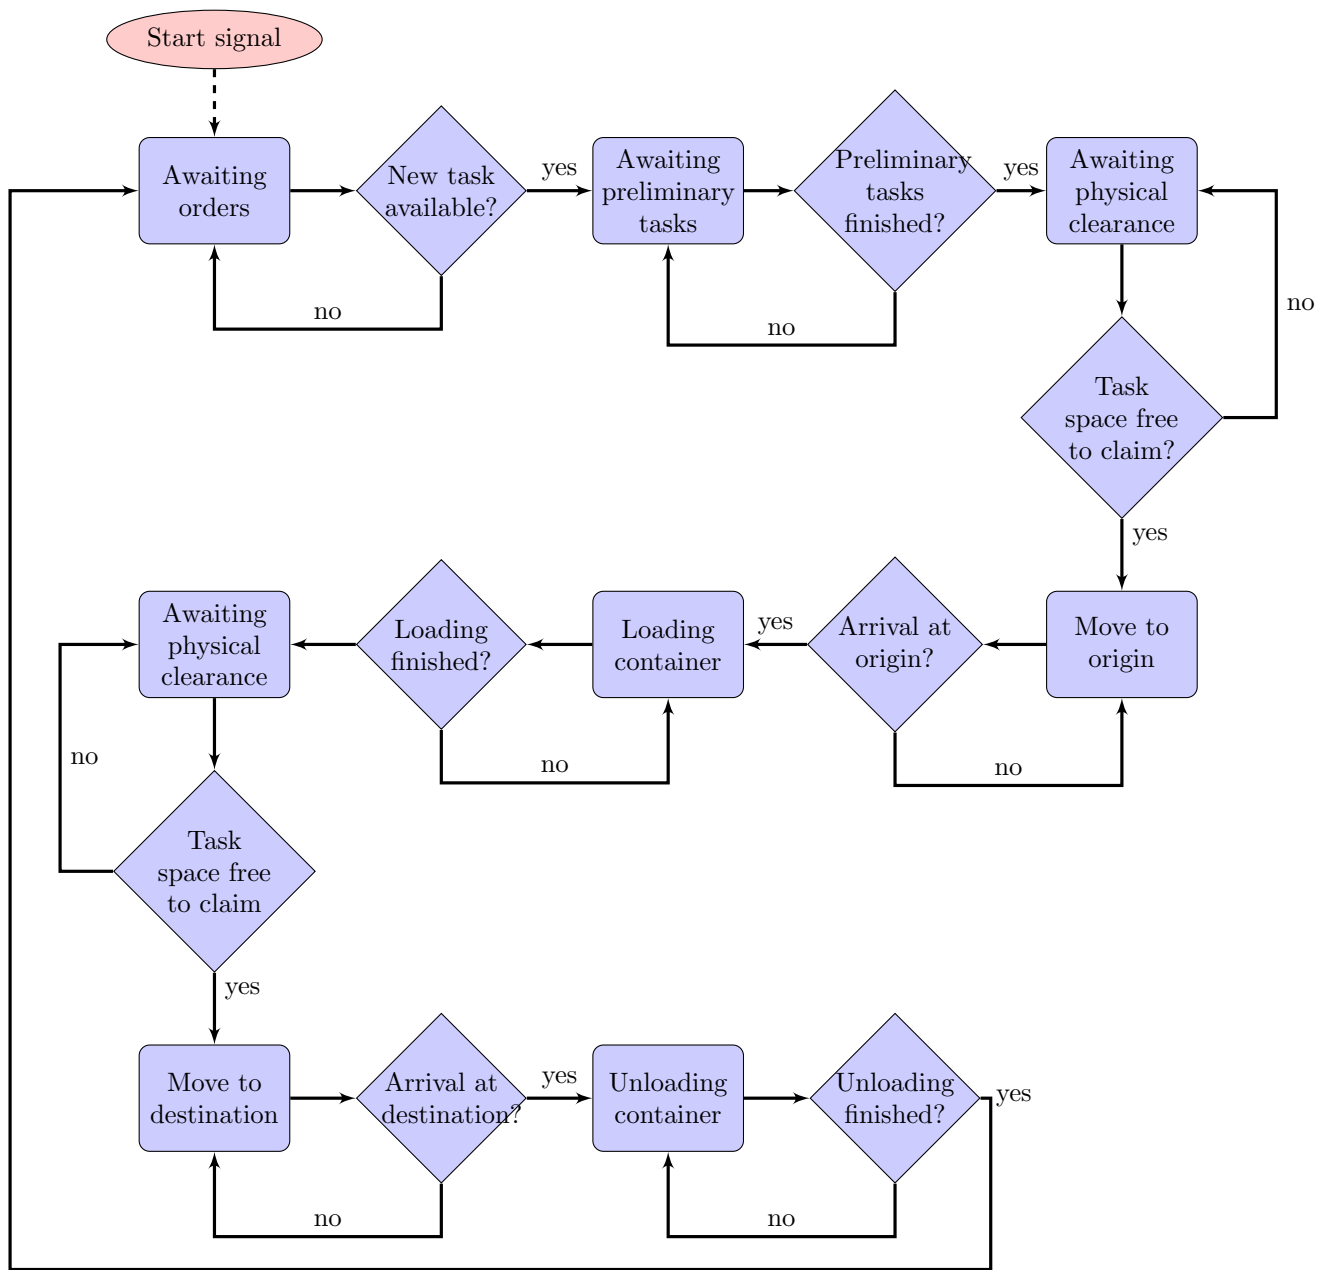 Start signal
Awaiting
orders
New task
available?
yes
Awaiting
preliminary
tasks
Preliminary
tasks
finished?
yes
Awaiting
physical
clearance
no
no
no
Task
space free
to claim?
yes
Move to
origin
Arrival at
origin?
yes
no
Loading
container
Loading
finished?
no
Awaiting
physical
clearance
no
Task
space free
to claim
yes
Move to
destination
Arrival at
destination?
yes
no
Unloading
container
Unloading
finished?
yes
no